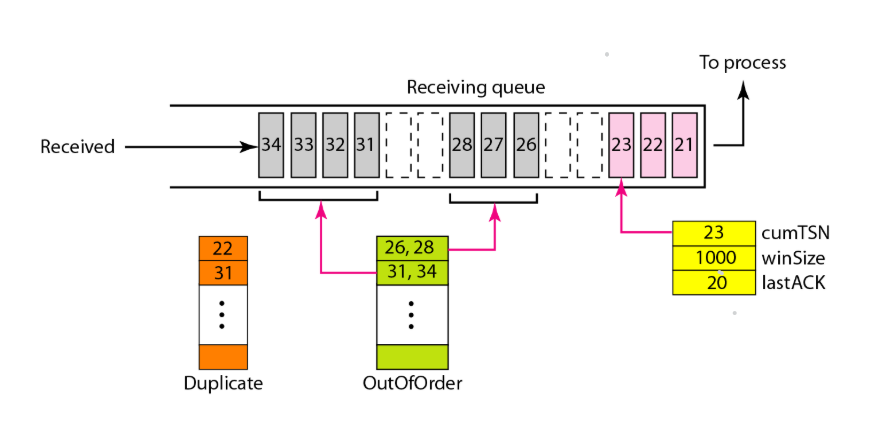 To process
Receiving queue
Received
34 33 32 31 28 27 26 23 22 21
22
31
Duplicate
26, 28
31, 34
OutOfOrder
23 cumTSN
1000 winSize
20 lastACK